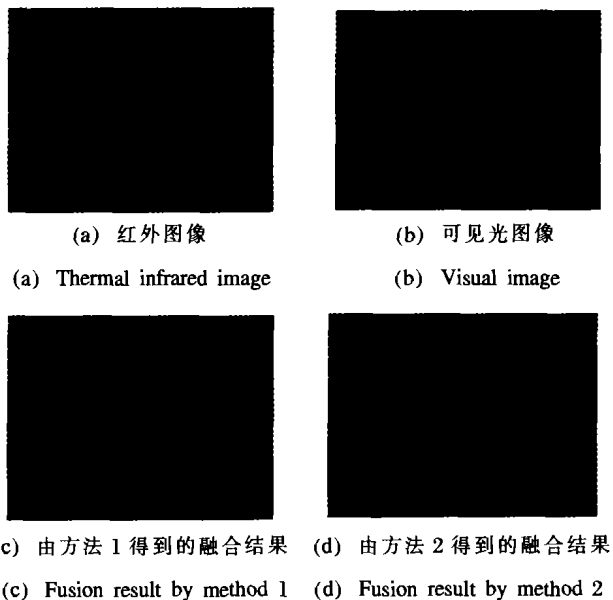 (a) 红外图像
(b) 可见光图像
(a) Thermal infrared image
(b) Visual image
c) 由方法 1 得到的融合结果
(d) 由方法 2 得到的融合结果
(c) Fusion result by method 1
(d) Fusion result by method 2